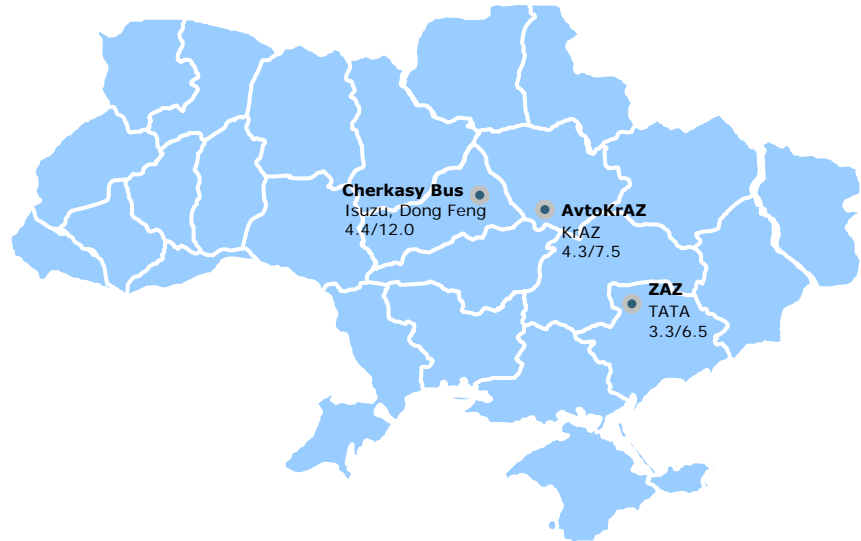 Cherkasy Bus
Isuzu, Dong Feng
4.4/12.0
AvtoKrAZ
KrAZ
4.3/7.5
ZAZ
TATA
3.3/6.5